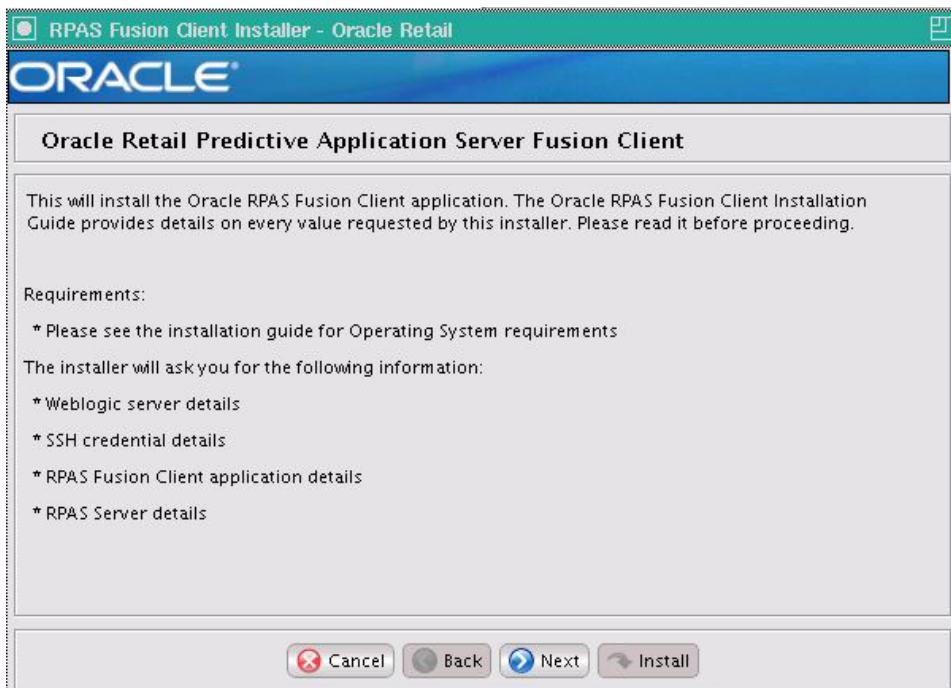 RPAS Fusion Client Installer - Oracle Retail
ORACLE
Oracle Retail Predictive Application Server Fusion Client
This will install the Oracle RPAS Fusion Client application. The Oracle RPAS Fusion Client Installation
Guide provides details on every value requested by this installer. Please read it before proceeding.
Requirements:
* Please see the installation guide for Operating System requirements
The installer will ask you for the following information:
* Weblogic server details
* SSH credential details
* RPAS Fusion Client application details
* RPAS Server details
Cancel Back Next Install